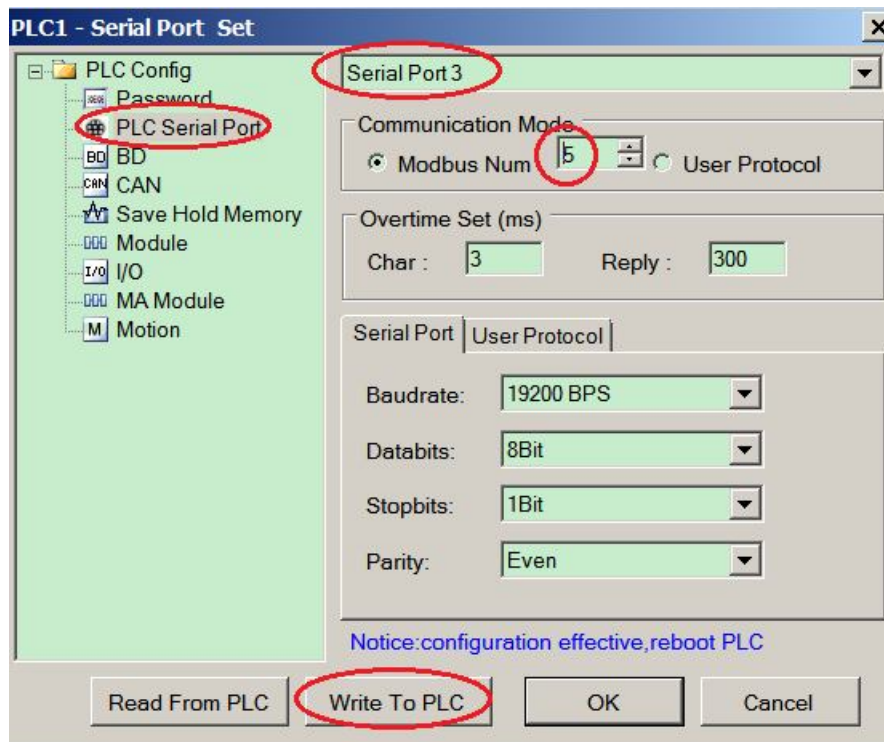 PLC1 - Serial Port Set
PLC Config
Password
PLC Serial Port
BD BD
CAN CAN
Save Hold Memory
Module
I/O I/O
MA Module
M Motion
Serial Port 3
Communication Mode
Modbus Num 5 User Protocol
Overtime Set (ms)
Char : 3 Reply : 300
Serial Port User Protocol
Baudrate: 19200 BPS
Databits: 8Bit
Stopbits: 1Bit
Parity: Even
Notice:configuration effective,reboot PLC
Read From PLC Write To PLC OK Cancel